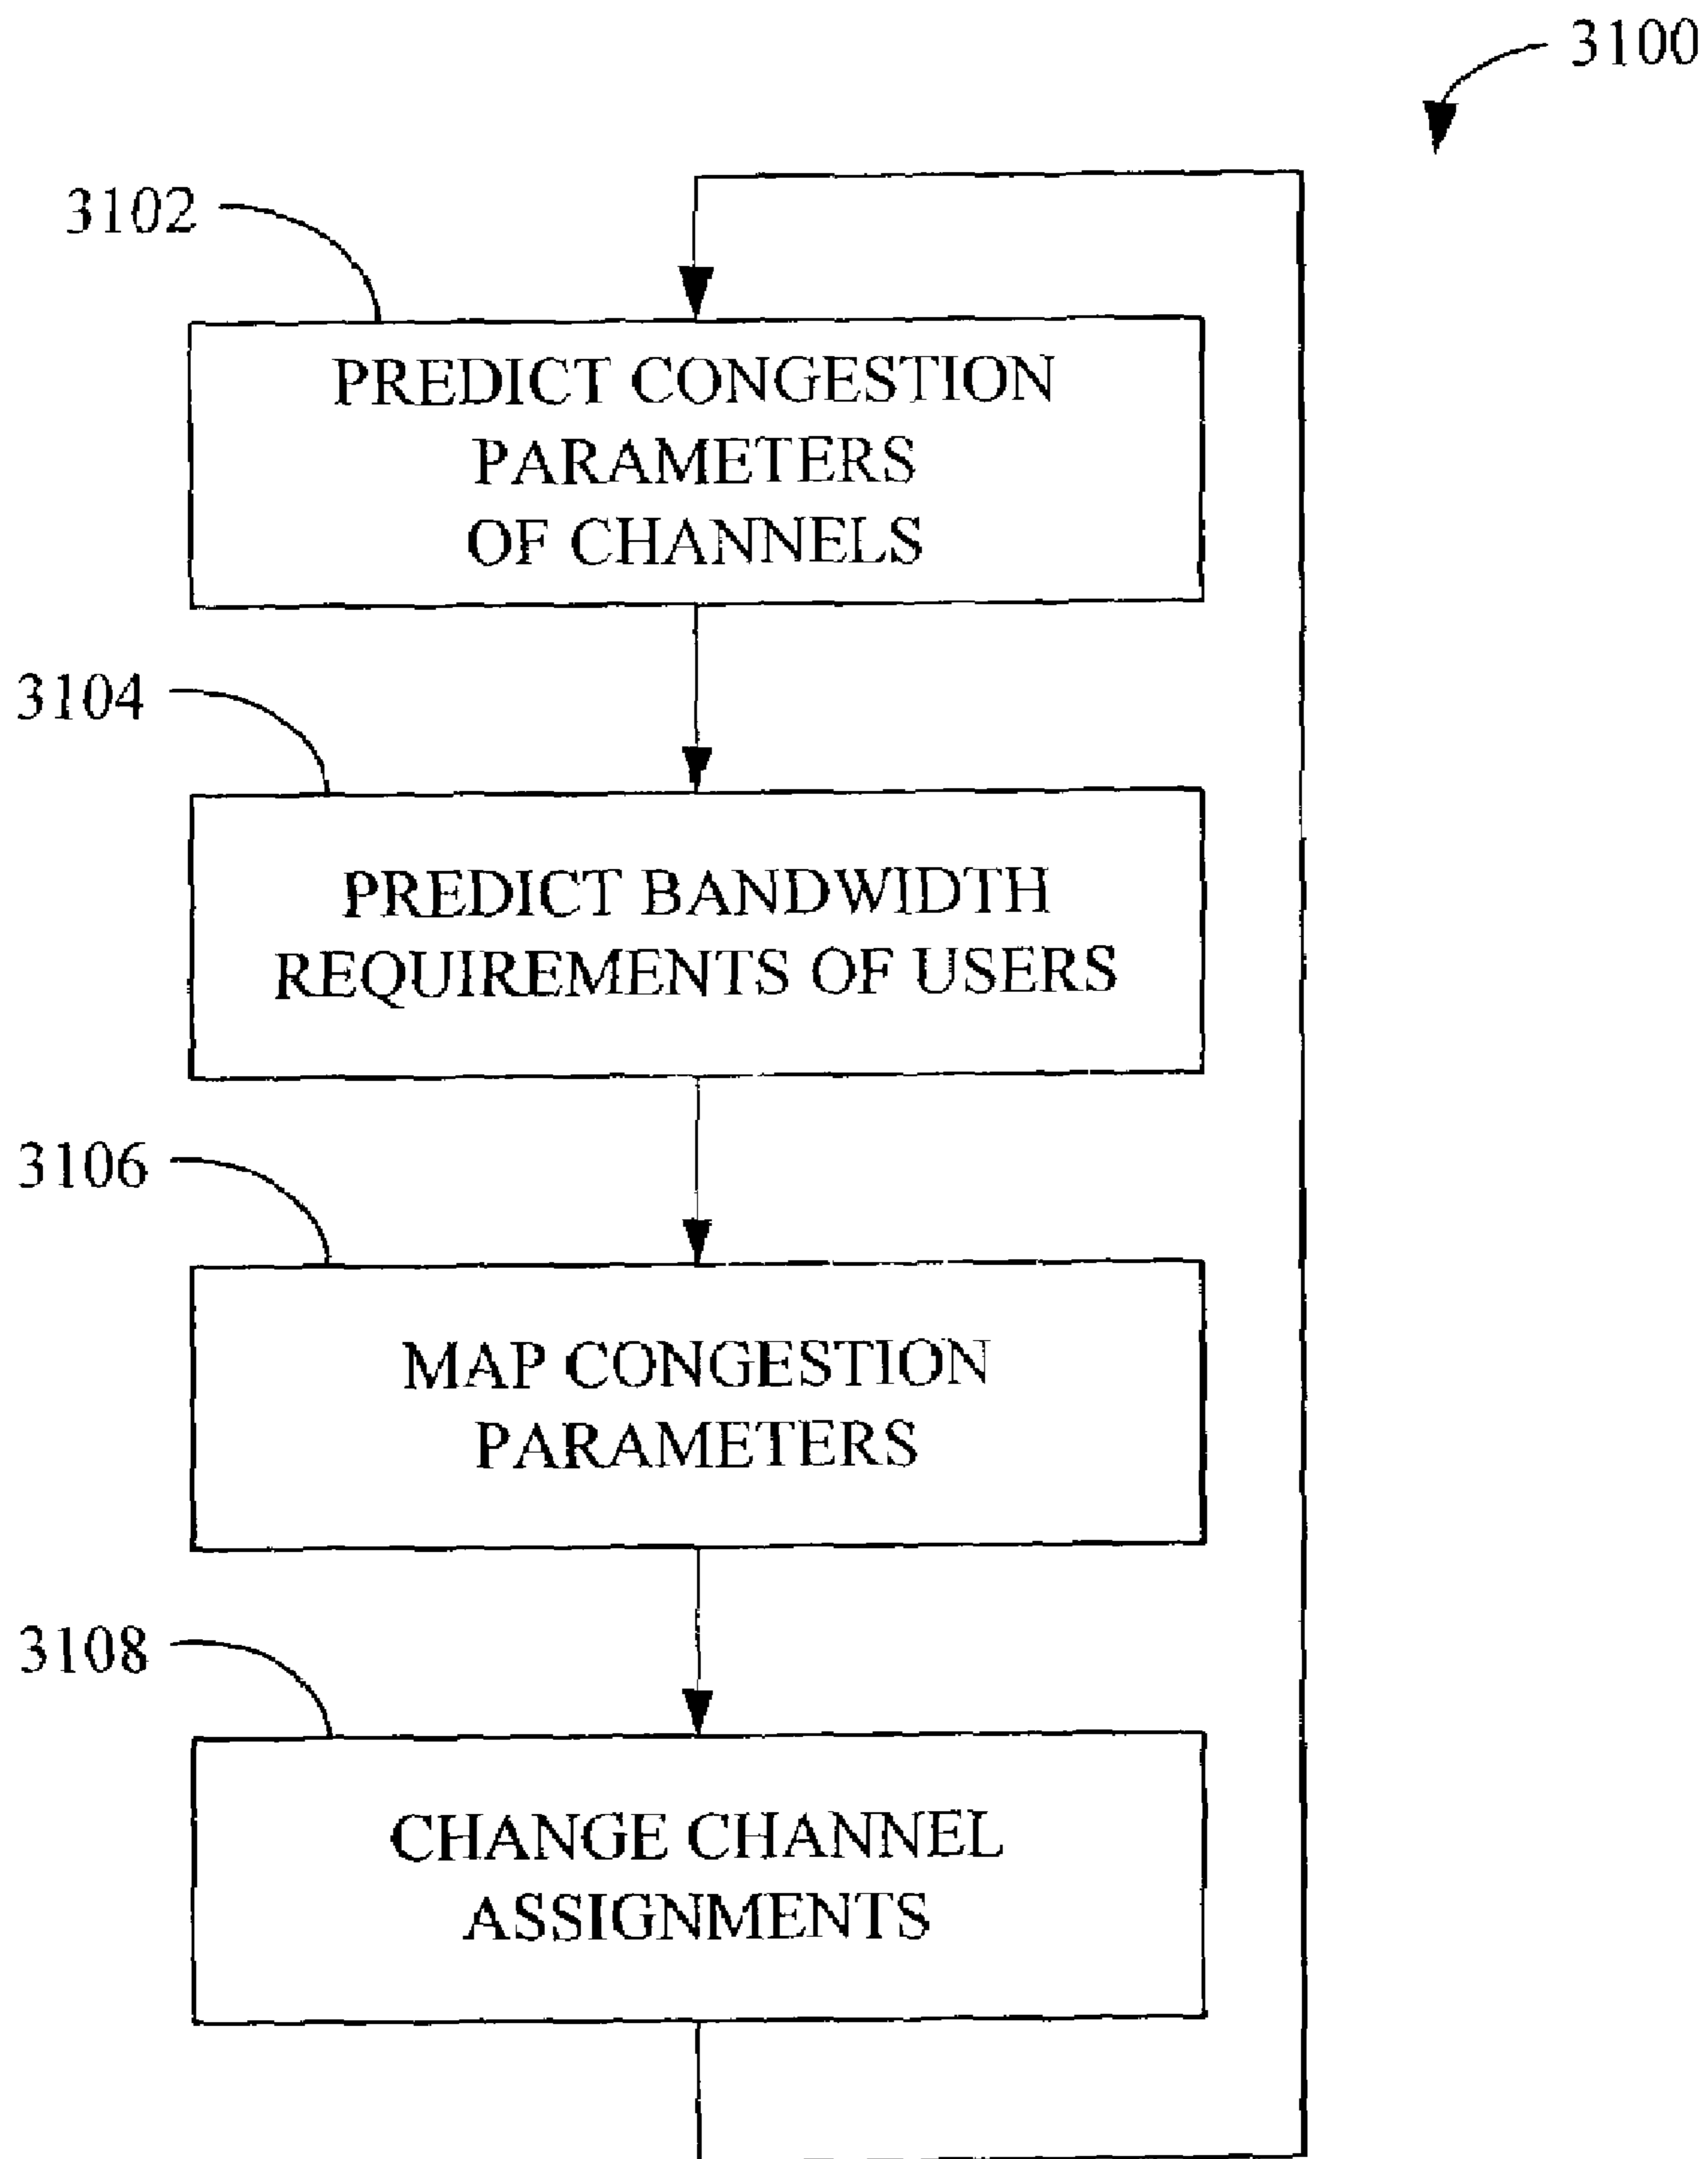 3100
3102
PREDICT CONGESTION
PARAMETERS
OF CHANNELS
3104
PREDICT BANDWIDTH
REQUIREMENTS OF USERS
3106
MAP CONGESTION
PARAMETERS
3108
CHANGE CHANNEL
ASSIGNMENTS